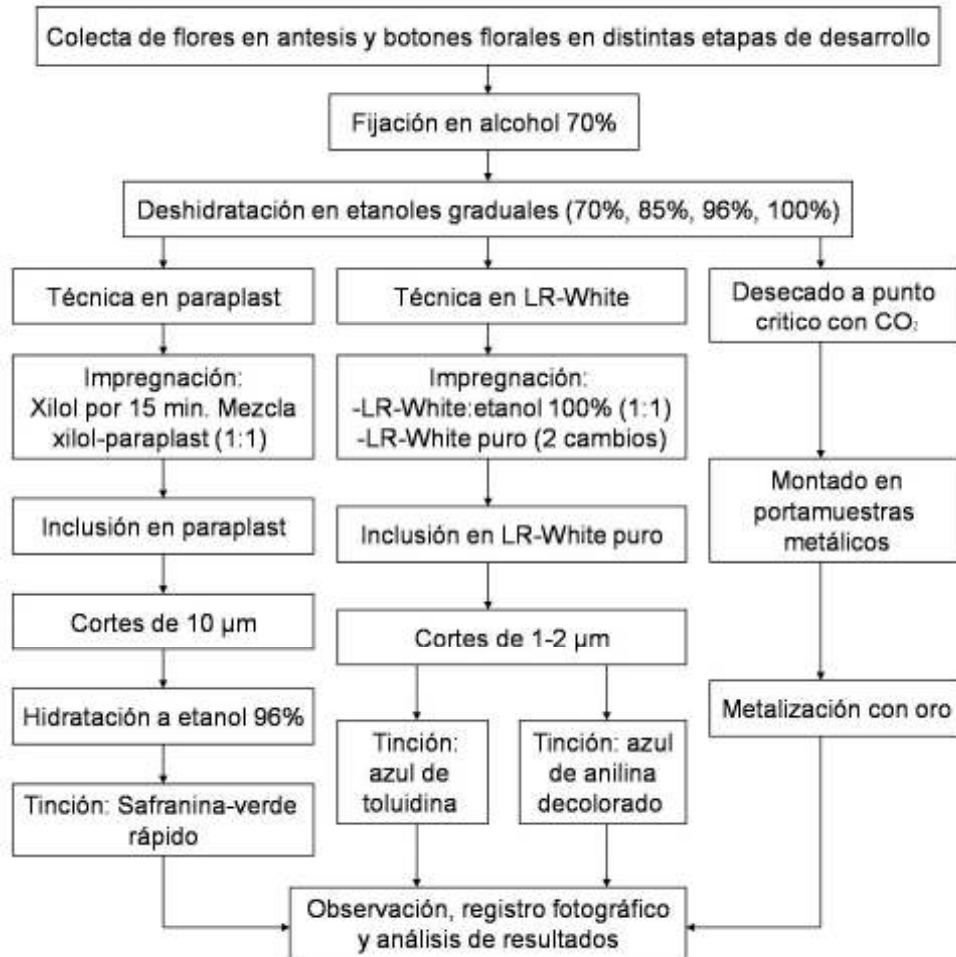 Colecta de flores en antesis y botones florales en distintas etapas de desarrollo
Fijación en alcohol 70%
Deshidratación en etanoles graduales (70%, 85%, 96%, 100%)
Técnica en paraplast
Impregnación:
Xilol por 15 min. Mezcla
xilol-paraplast (1:1)
Inclusión en paraplast
Cortes de 10 µm
Hidratación a etanol 96%
Tinción: Safranina-verde
rápido
Técnica en LR-White
Impregnación:
-LR-White:etanol 100% (1:1)
-LR-White puro (2 cambios)
Inclusión en LR-White puro
Cortes de 1-2 µm
Tinción:
azul de
toluidina
Tinción: azul
de anilina
decolorado
Desecado a punto
critico con CO₂
Montado en
portamuestras
metálicos
Metalización con oro
Observación, registro fotográfico
y análisis de resultados